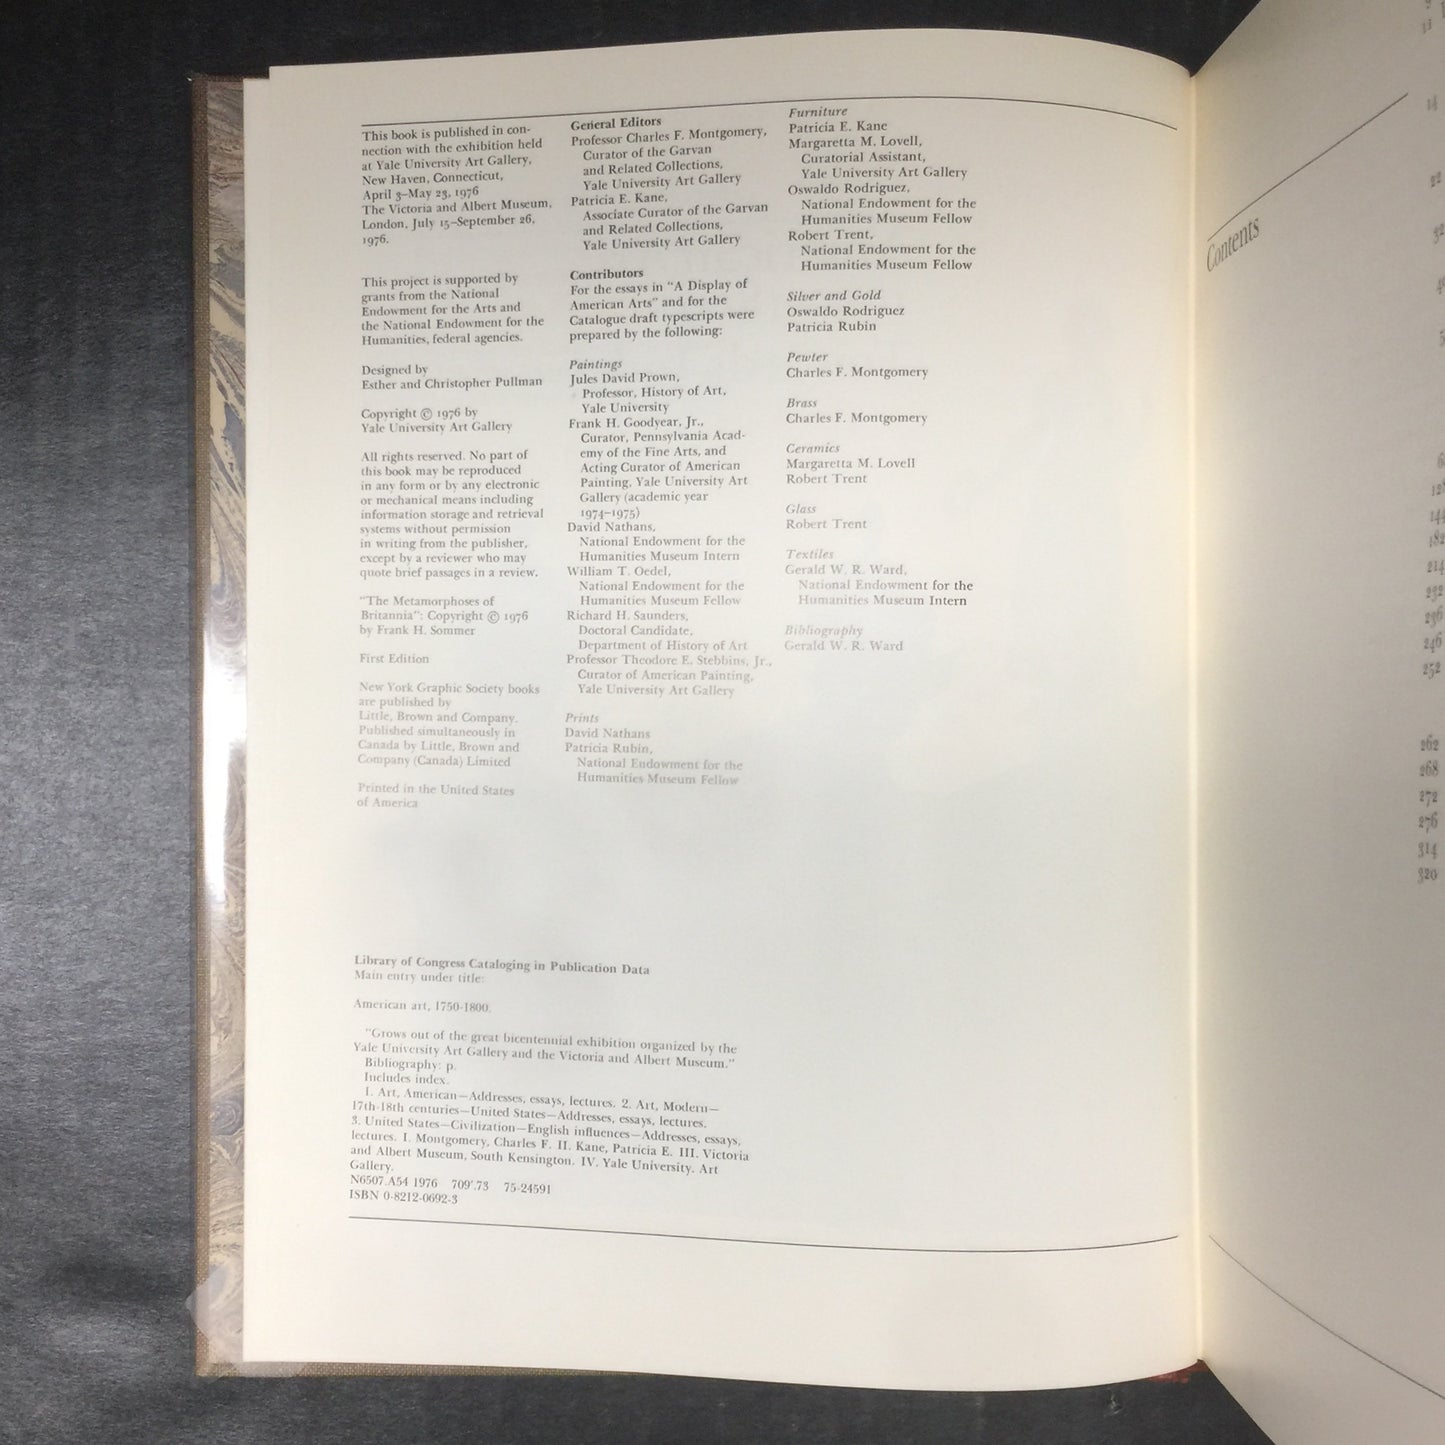 This book is published in con-
nection with the exhibition held
at Yale University Art Gallery,
New Haven, Connecticut,
April 3–May 23, 1976
The Victoria and Albert Museum,
London, July 15–September 26,
1976.
This project is supported by
grants from the National
Endowment for the Arts and
the National Endowment for the
Humanities, federal agencies.
Designed by
Esther and Christopher Pullman
Copyright © 1976 by
Yale University Art Gallery
All rights reserved. No part of
this book may be reproduced
in any form or by any electronic
or mechanical means including
information storage and retrieval
systems without permission
in writing from the publisher,
except by a reviewer who may
quote brief passages in a review.
"The Metamorphoses of
Britannia": Copyright © 1976
by Frank H. Sommer
First Edition
New York Graphic Society books
are published by
Little, Brown and Company.
Published simultaneously in
Canada by Little, Brown and
Company (Canada) Limited
Printed in the United States
of America
General Editors
Professor Charles F. Montgomery,
Curator of the Garvan
and Related Collections,
Yale University Art Gallery
Patricia E. Kane,
Associate Curator of the Garvan
and Related Collections,
Yale University Art Gallery
Contributors
For the essays in "A Display of
American Arts" and for the
Catalogue draft typescripts were
prepared by the following:
Paintings
Jules David Prown,
Professor, History of Art,
Yale University
Frank H. Goodyear, Jr.,
Curator, Pennsylvania Acad-
emy of the Fine Arts, and
Acting Curator of American
Painting, Yale University Art
Gallery (academic year
1974–1975)
David Nathans,
National Endowment for the
Humanities Museum Intern
William T. Oedel,
National Endowment for the
Humanities Museum Fellow
Richard H. Saunders,
Doctoral Candidate,
Department of History of Art
Professor Theodore E. Stebbins, Jr.,
Curator of American Painting,
Yale University Art Gallery
Prints
David Nathans
Patricia Rubin,
National Endowment for the
Humanities Museum Fellow
Furniture
Patricia E. Kane
Margaretta M. Lovell,
Curatorial Assistant,
Yale University Art Gallery
Oswaldo Rodriguez,
National Endowment for the
Humanities Museum Fellow
Robert Trent,
National Endowment for the
Humanities Museum Fellow
Silver and Gold
Oswaldo Rodriguez
Patricia Rubin
Pewter
Charles F. Montgomery
Brass
Charles F. Montgomery
Ceramics
Margaretta M. Lovell
Robert Trent
Glass
Robert Trent
Textiles
Gerald W. R. Ward,
National Endowment for the
Humanities Museum Intern
Bibliography
Gerald W. R. Ward
Library of Congress Cataloging in Publication Data
Main entry under title:
American art, 1750-1800.
"Grows out of the great bicentennial exhibition organized by the
Yale University Art Gallery and the Victoria and Albert Museum."
Bibliography: p.
Includes index.
1. Art, American—Addresses, essays, lectures. 2. Art, Modern—
17th-18th centuries—United States—Addresses, essays, lectures.
3. United States—Civilization—English influences—Addresses, essays,
lectures. I. Montgomery, Charles F. II. Kane, Patricia E. III. Victoria
and Albert Museum, South Kensington. IV. Yale University. Art
Gallery.
N6507.A54 1976 709'.73 75-24591
ISBN 0-8212-0692-3
Contents
9
11
14
22
144
182
214
232
236
246
252
262
268
272
276
314
320